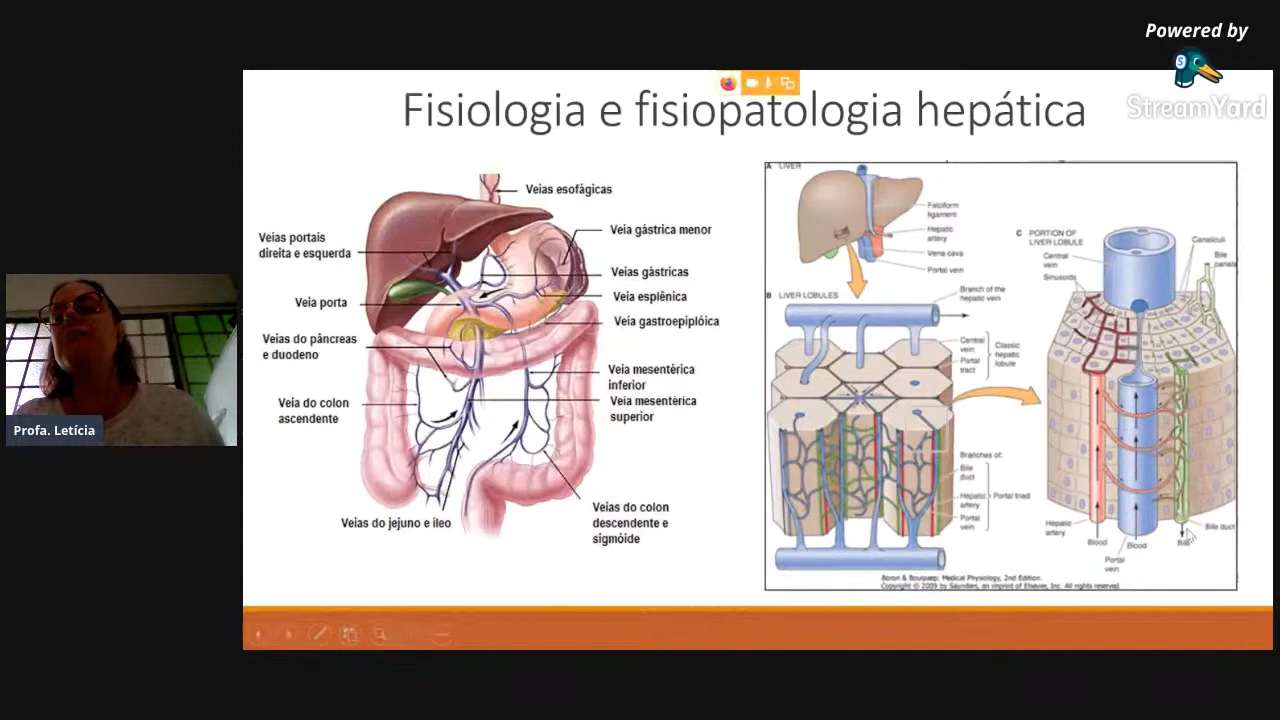 Powered by
StreamYard
Fisiologia e fisiopatologia hepática
Veias esofágicas
Veias portais
direita e esquerda
Veia gástrica menor
Veias gástricas
Veia porta
Veia esplênica
Veia gastroepiplóica
Veias do pâncreas
e duodeno
Veia mesentérica
inferior
Veia mesentérica
superior
Veia do colon
ascendente
Veias do jejuno e íleo
Veias do colon
descendente e
sigmóide
A LIVER
Falciform
ligament
Hepatic
artery
Vena cava
Portal vein
B LIVER LOBULES
Branch of the
hepatic vein
Central
vein
Portal
tract
Classic
hepatic
lobule
Branches of:
Bile
duct
Hepatic
artery
Portal
vein
Portal triad
C PORTION OF
LIVER LOBULE
Central
vein
Sinusoids
Canaliculi
Bile
canals
Hepatic
artery
Blood
Blood
Portal
vein
Bile
Bile duct
Boron & Boulpaep: Medical Physiology, 2nd Edition.
Copyright © 2009 by Saunders, an imprint of Elsevier, Inc. All rights reserved.
Profa. Letícia